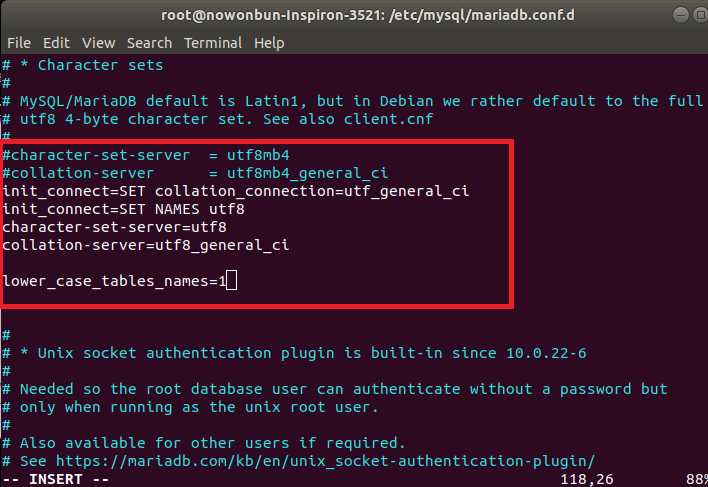 root@nowonbun-Inspiron-3521: /etc/mysql/mariadb.conf.d
File Edit View Search Terminal Help
# * Character sets
#
# MySQL/MariaDB default is Latin1, but in Debian we rather default to the full
# utf8 4-byte character set. See also client.cnf
#
#character-set-server  = utf8mb4
#collation-server      = utf8mb4_general_ci
init_connect=SET collation_connection=utf_general_ci
init_connect=SET NAMES utf8
character-set-server=utf8
collation-server=utf8_general_ci
lower_case_tables_names=1
#
# * Unix socket authentication plugin is built-in since 10.0.22-6
#
# Needed so the root database user can authenticate without a password but
# only when running as the unix root user.
#
# Also available for other users if required.
# See https://mariadb.com/kb/en/unix_socket-authentication-plugin/
-- INSERT -- 118,26 88%